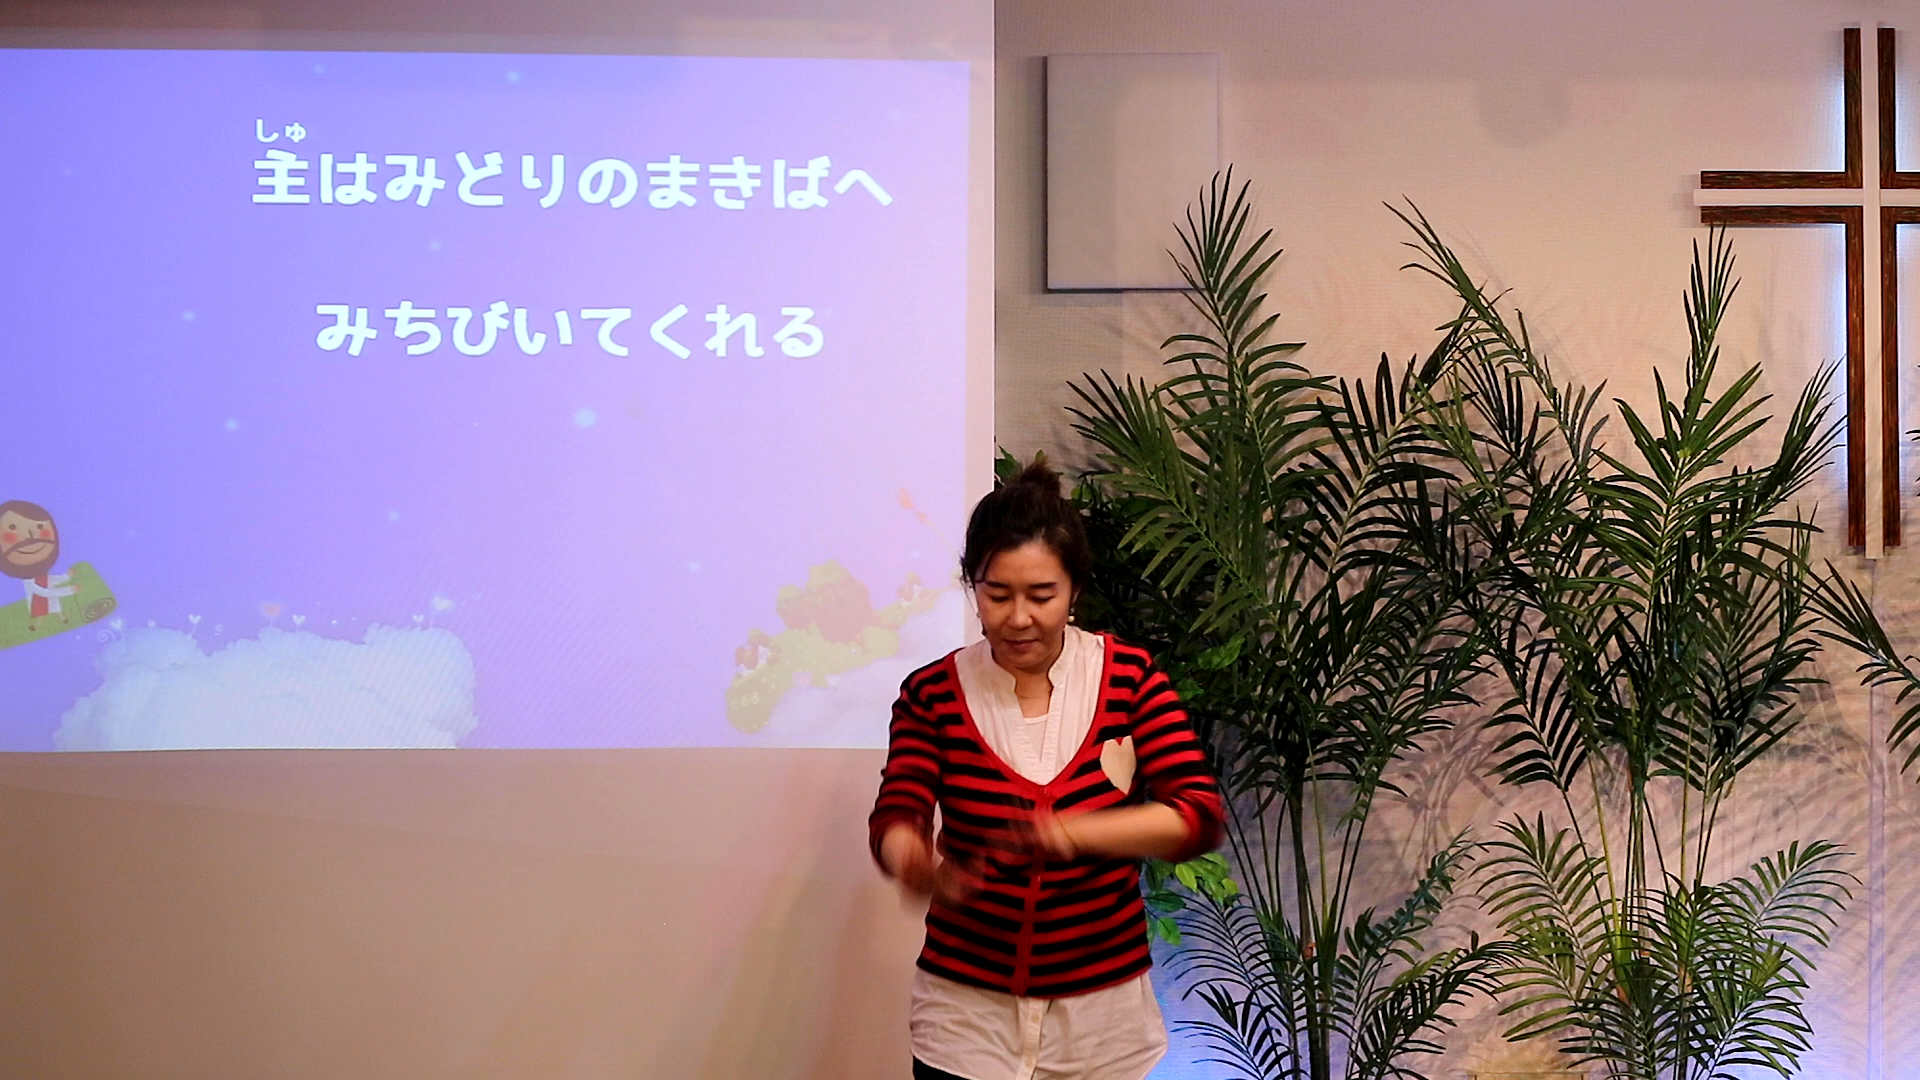 しゅ
主はみどりのまきばへ
みちびいてくれる